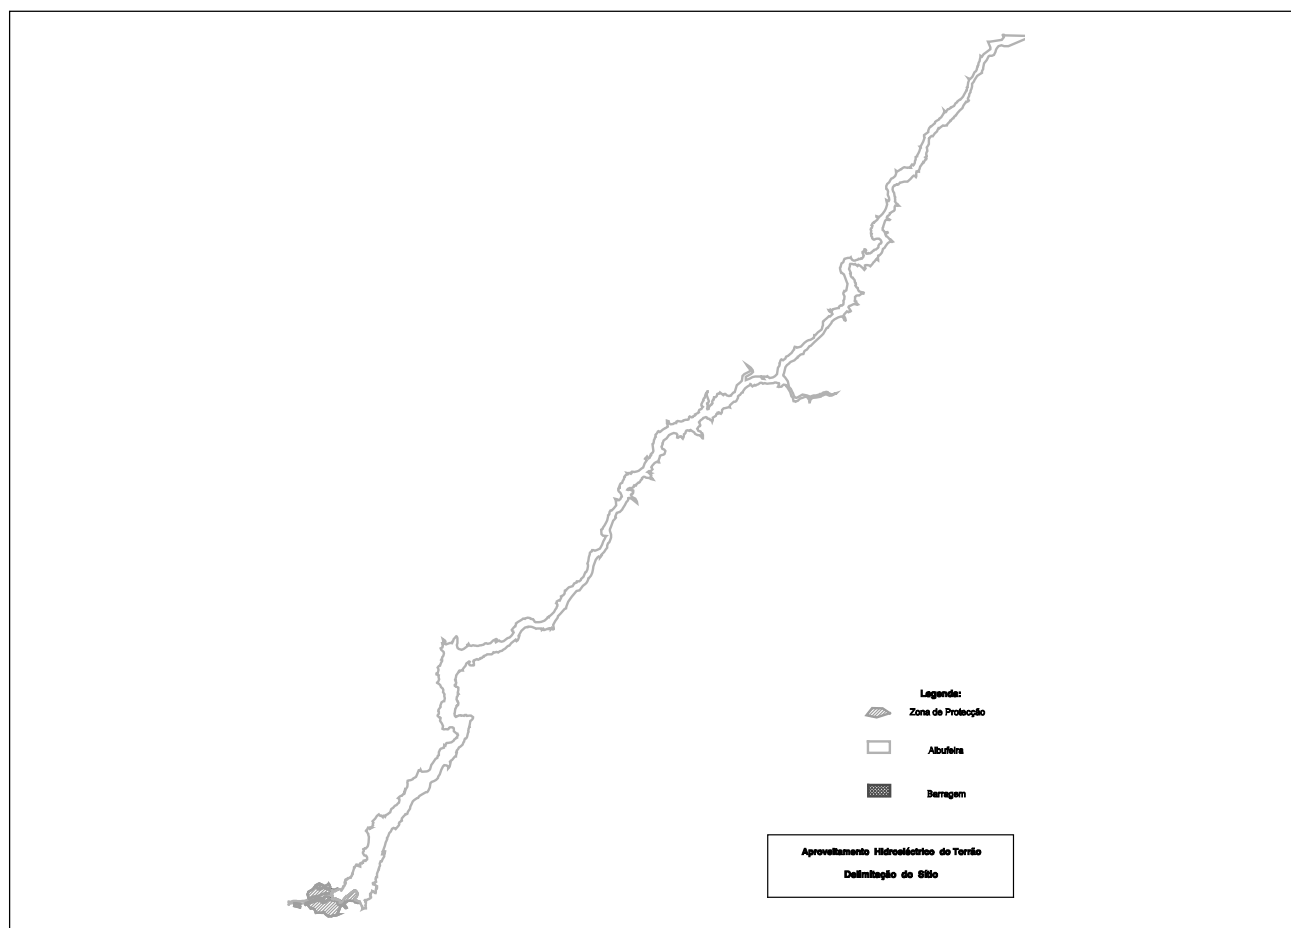 Legenda:
Zona de Protecção
Albufeira
Barragem
Aproveitamento Hidroeléctrico do Torrão
Delimitação do Sítio